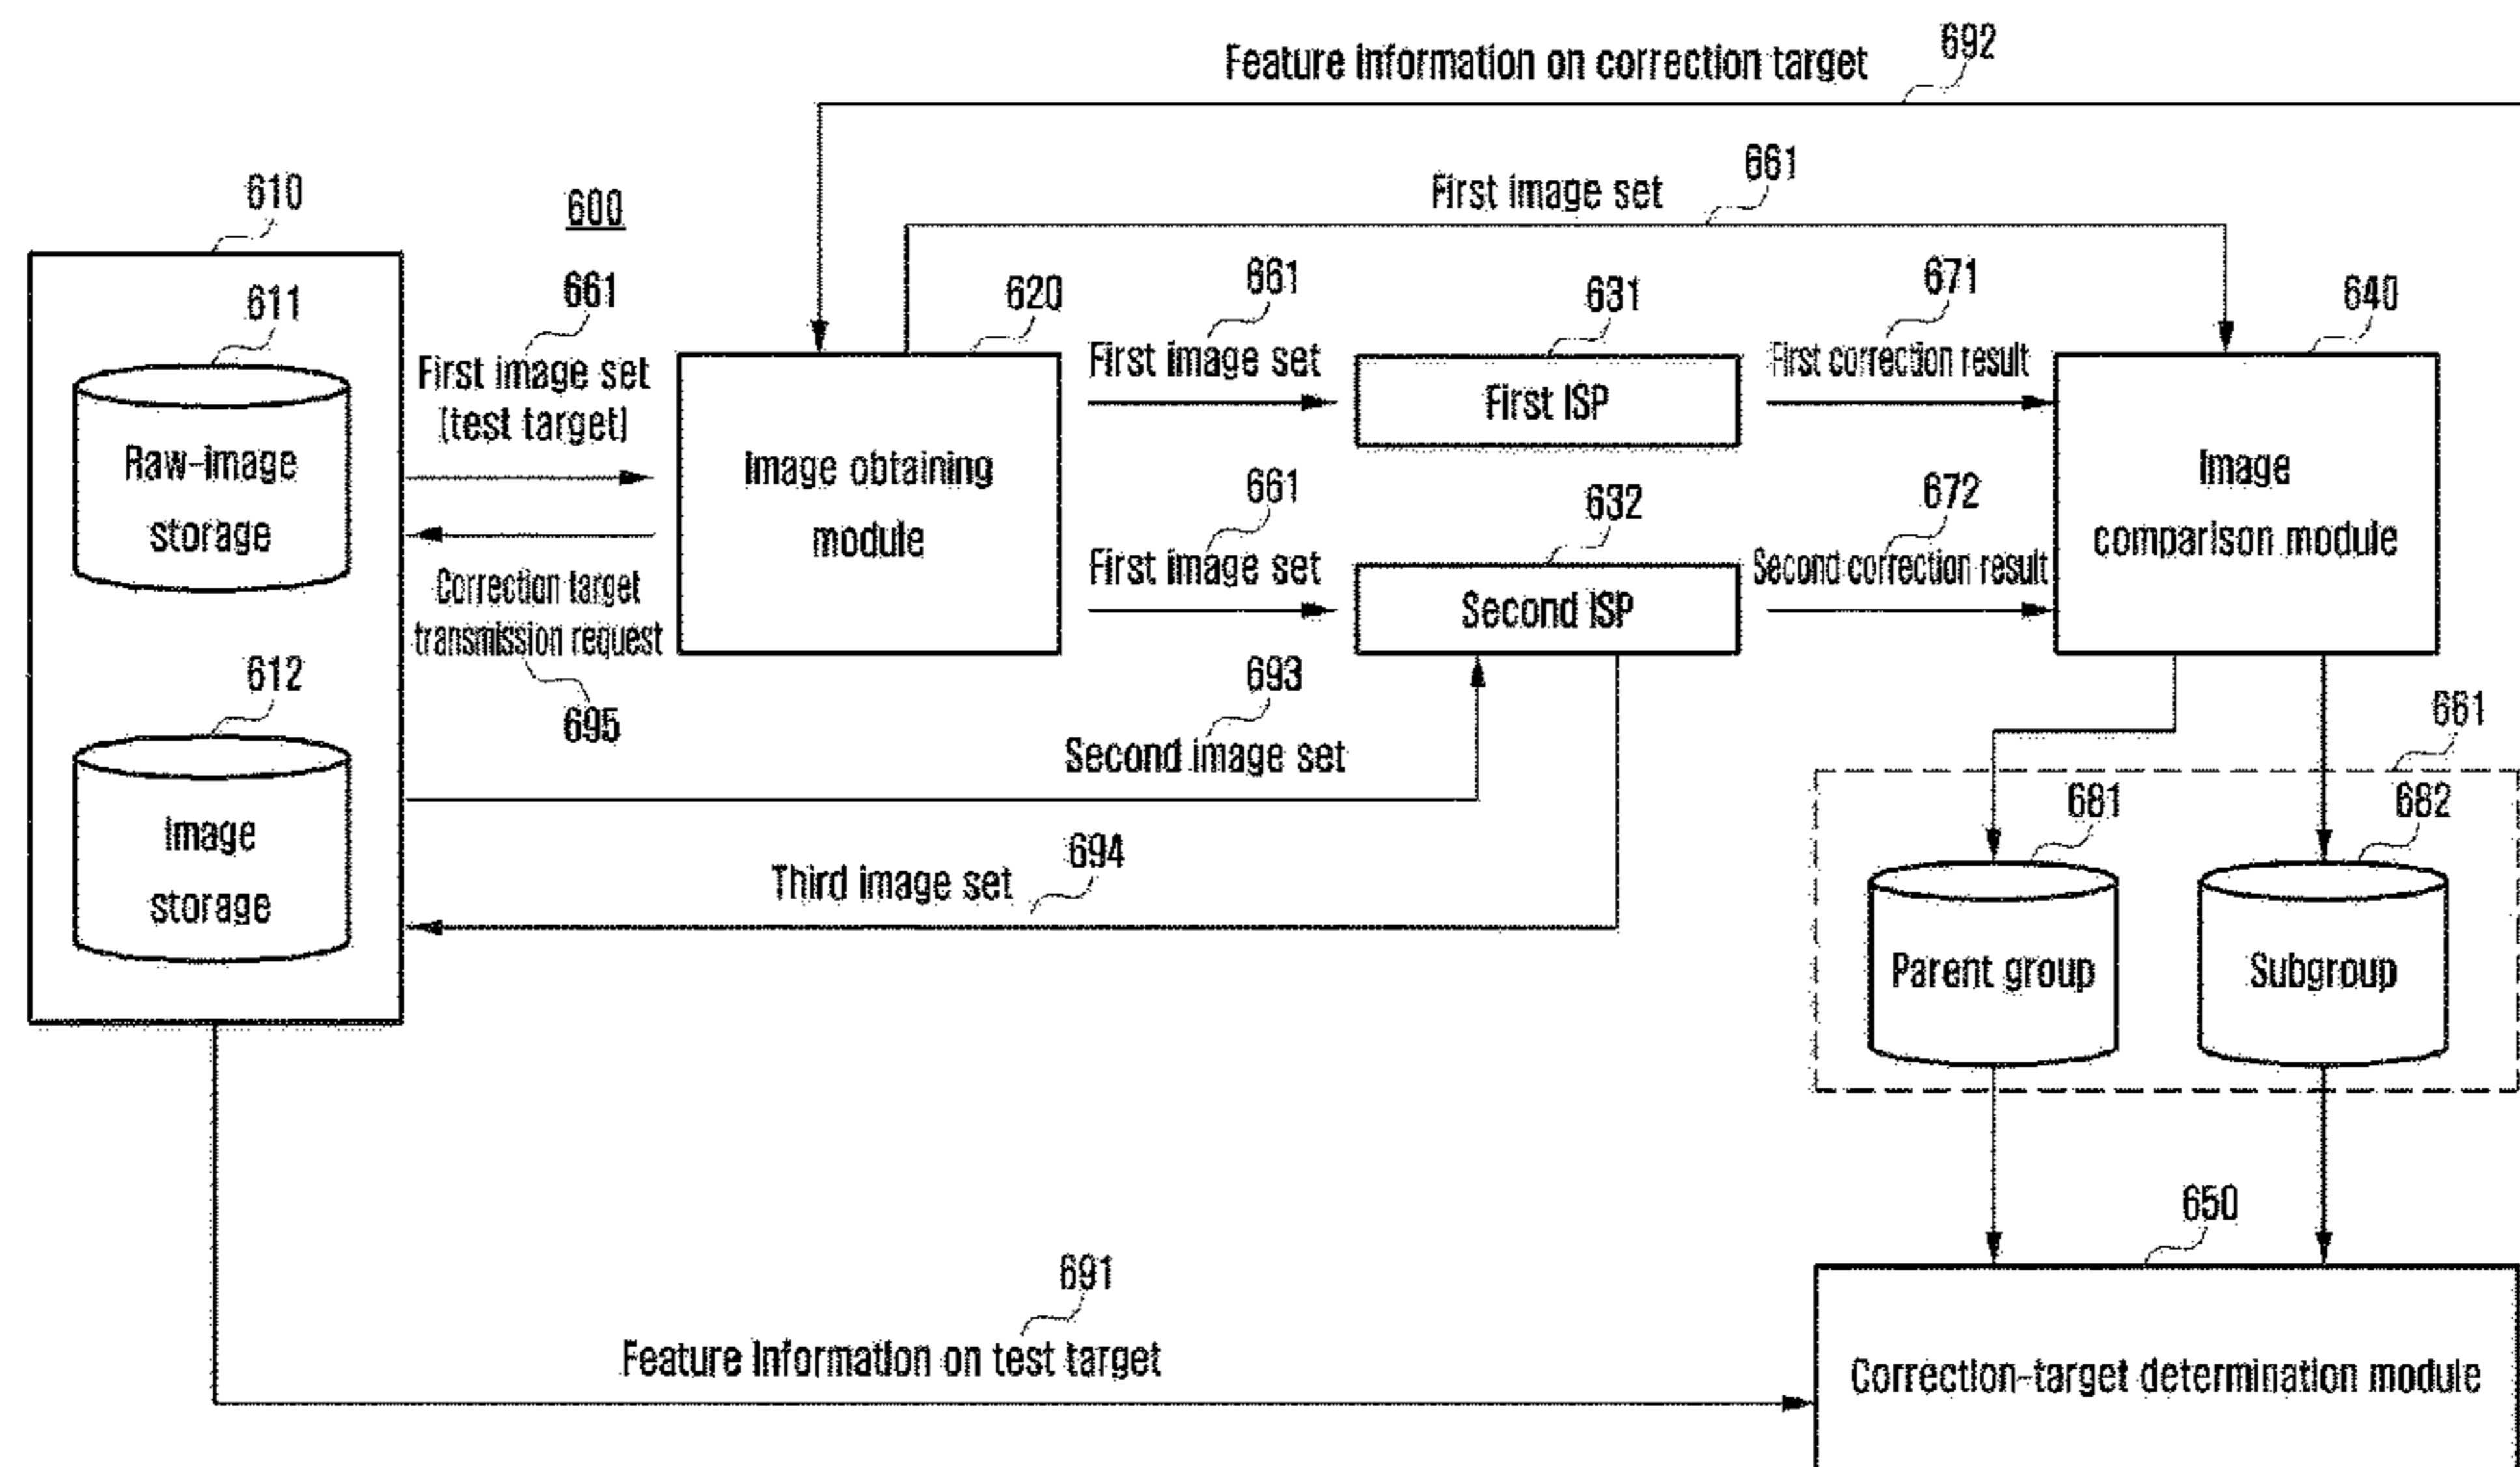 692
Feature information on correction target
661
First image set
610
600
661
611
First image set
(test target)
620
661
First image set
631
671
First correction result
640
First ISP
Raw-image
storage
Image obtaining
module
661
First image set
632
672
Second correction result
Image
comparison module
Correction target
transmission request
695
Second ISP
612
693
Second image set
661
681
682
Image
storage
694
Third image set
Parent group
Subgroup
650
691
Feature information on test target
Correction-target determination module